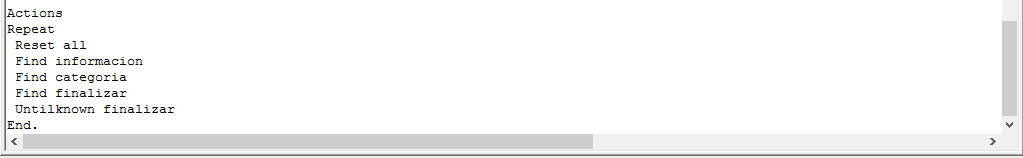 Actions
Repeat
Reset all
Find informacion
Find categoria
Find finalizar
Untilknown finalizar
End.